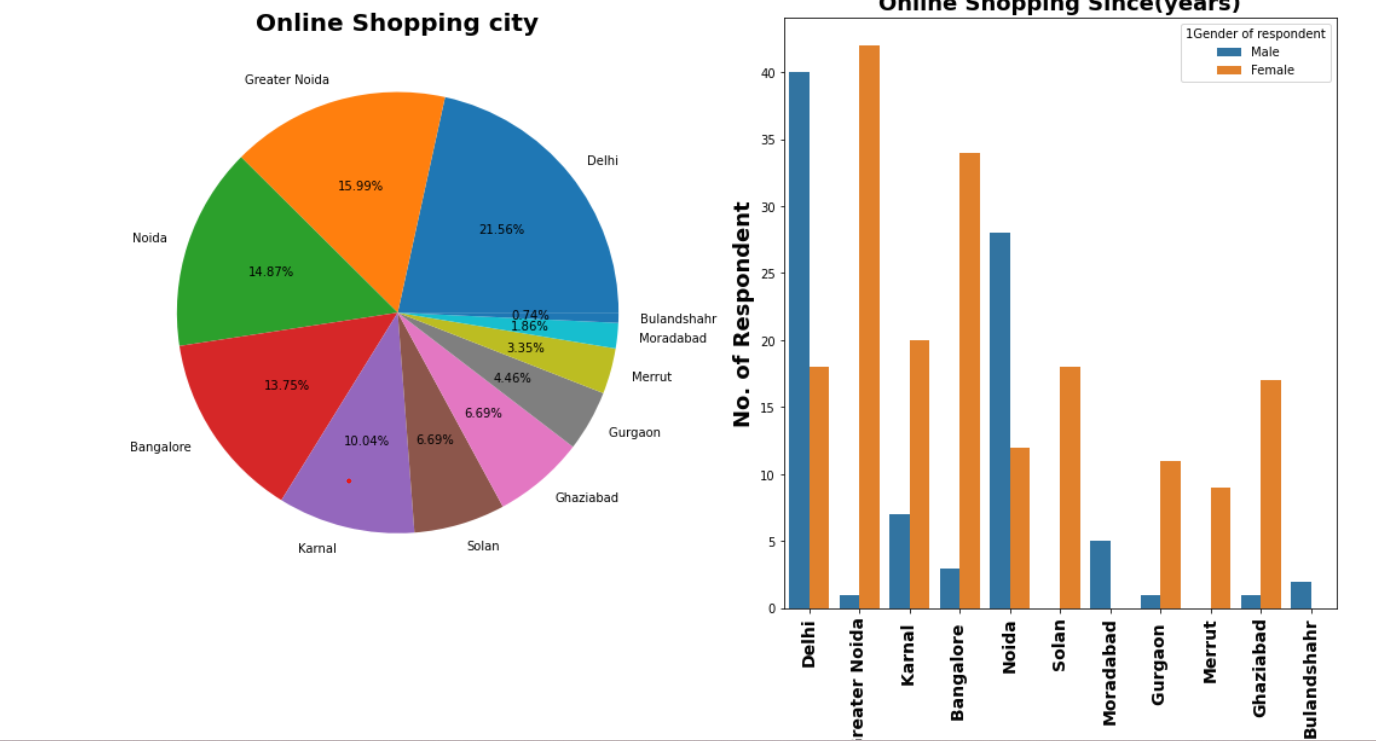 Online Shopping city
Greater Noida
Delhi
15.99%
21.56%
Noida
14.87%
0.74%
Bulandshahr
1.86%
Moradabad
3.35%
Merrut
4.46%
13.75%
6.69%
Gurgaon
10.04%
6.69%
Bangalore
Ghaziabad
Karnal
Solan
Online Shopping Since(years)
1Gender of respondent
Male
Female
No. of Respondent
40
35
30
25
20
15
10
5
0
Delhi
reater Noida
Karnal
Bangalore
Noida
Solan
Moradabad
Gurgaon
Merrut
Ghaziabad
Bulandshahr